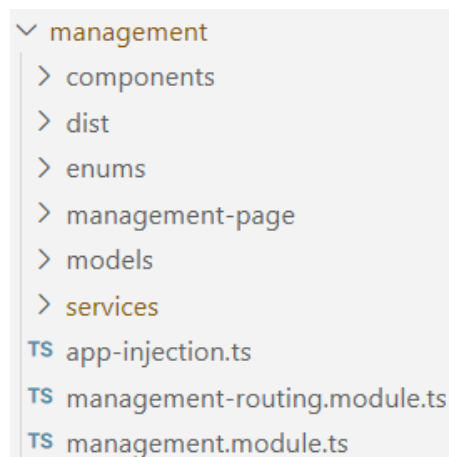 management
components
dist
enums
management-page
models
services
TS app-injection.ts
TS management-routing.module.ts
TS management.module.ts